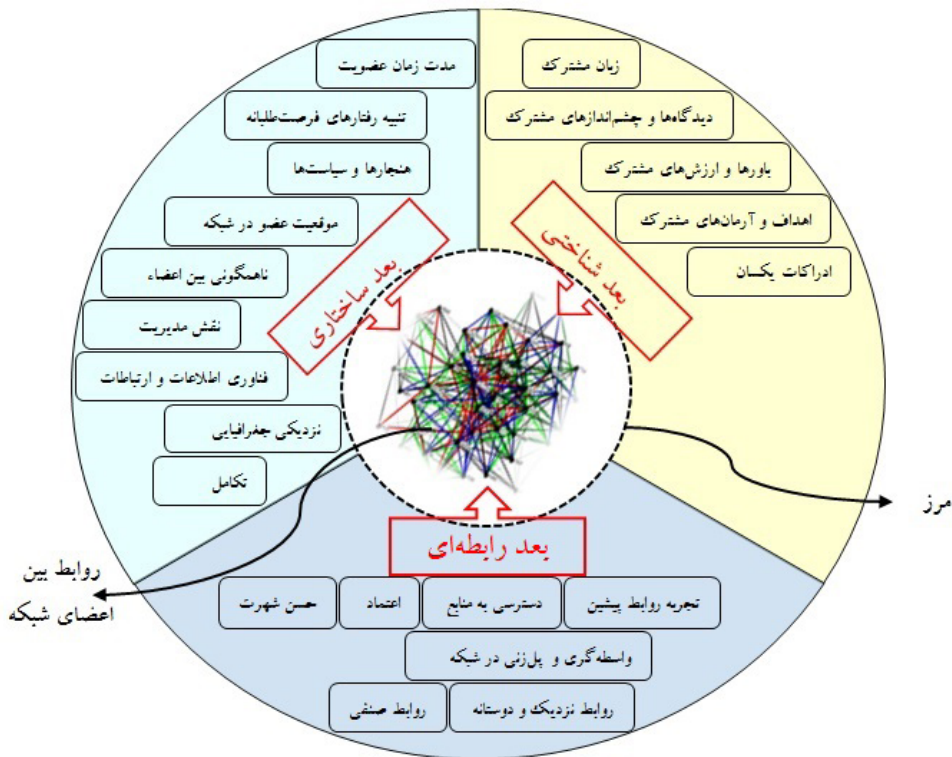 زبان مشترک
دیدگاه‌ها و چشم‌اندازهای مشترک
باورها و ارزش‌های مشترک
اهداف و آرمان‌های مشترک
ادراکات یکسان
بعد شناختی
مدت زمان عضویت
تنبیه رفتارهای فرصت‌طلبانه
هنجارها و سیاست‌ها
موقعیت عضو در شبکه
ناهمگونی بین اعضاء
نقش مدیریت
فناوری اطلاعات و ارتباطات
نزدیکی جغرافیایی
تکامل
بعد ساختاری
مرز
روابط بین
اعضای شبکه
بعد رابطه‌ای
تجربه روابط پیشین
دسترسی به منابع
اعتماد
حسن شهرت
واسطه‌گری و پل‌زنی در شبکه
روابط نزدیک و دوستانه
روابط صنفی